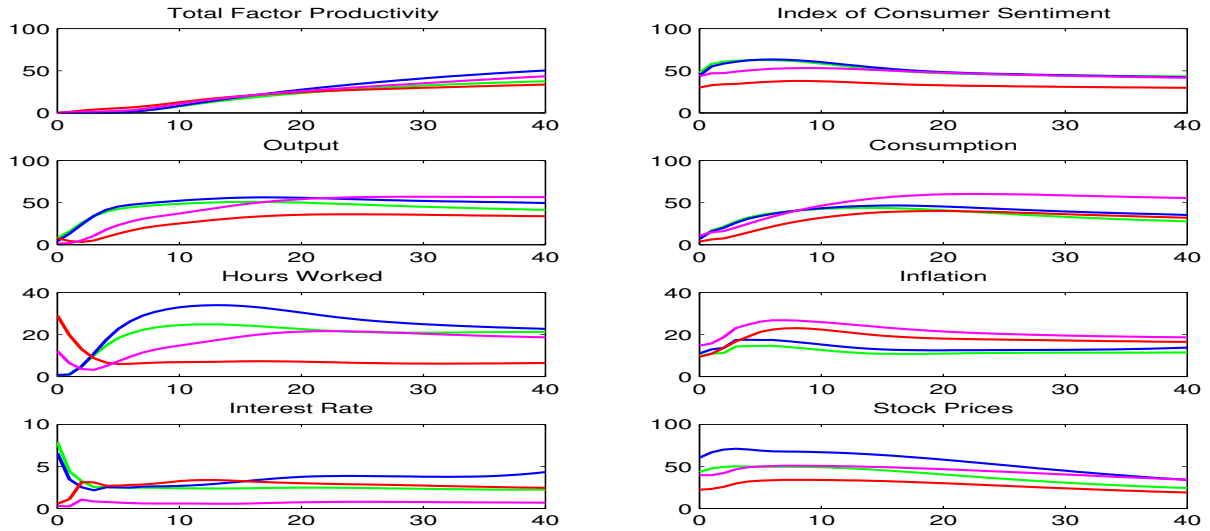 Total Factor Productivity
100
50
0
0 10 20 30 40
Index of Consumer Sentiment
100
50
0
0 10 20 30 40
Output
100
50
0
0 10 20 30 40
Consumption
100
50
0
0 10 20 30 40
Hours Worked
40
20
0
0 10 20 30 40
Inflation
40
20
0
0 10 20 30 40
Interest Rate
10
5
0
0 10 20 30 40
Stock Prices
100
50
0
0 10 20 30 40